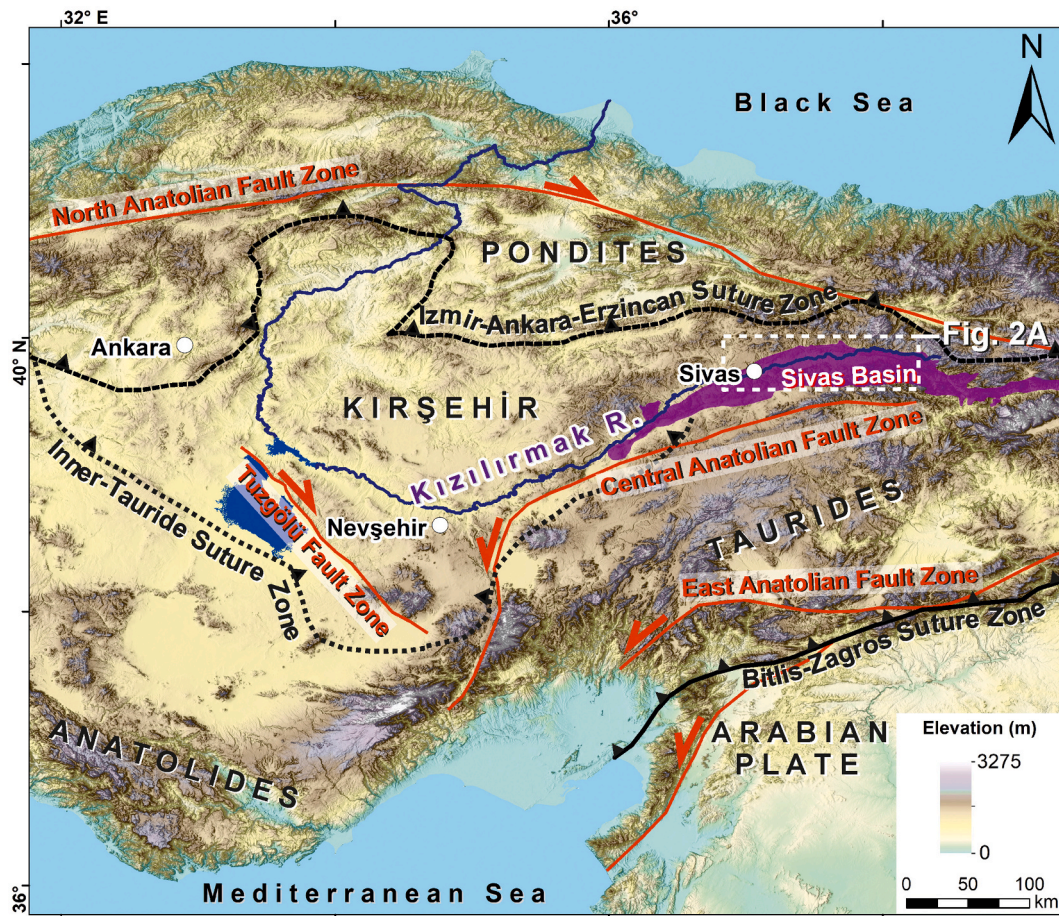 32° E
36°
N
Black Sea
North Anatolian Fault Zone
PONDITES
Izmir-Ankara-Erzincan Suture Zone
Fig. 2A
Ankara
40° N
Sivas
Sivas Basin
KIRŞEHİR
Kızılırmak R.
Central Anatolian Fault Zone
Inner-Tauride Suture
Zone
Tuzgölü Fault Zone
Nevşehir
TAURIDES
East Anatolian Fault Zone
Bitlis-Zagros Suture Zone
ANATOLIDES
ARABIAN
PLATE
Elevation (m)
3275
0
0 50 100
km
36°
Mediterranean Sea